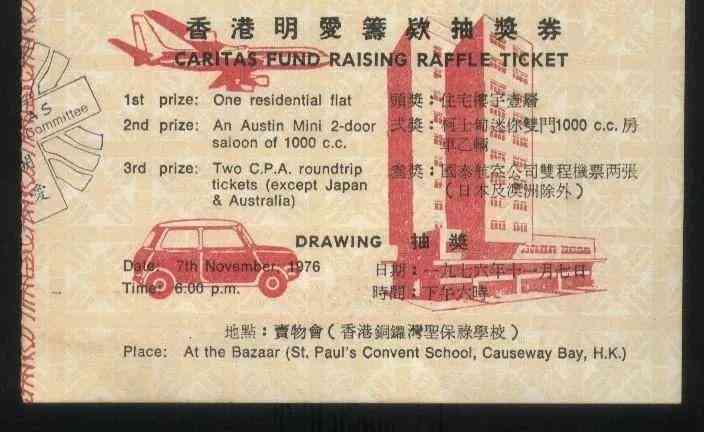 香港明愛籌欵抽獎券
CARITAS FUND RAISING RAFFLE TICKET
1st prize: One residential flat
頭獎：住宅樓宇壹層
2nd prize: An Austin Mini 2-door
saloon of 1000 c.c.
弍獎：柯士甸迷你雙門1000 c.c. 房
車乙輛
3rd prize: Two C.P.A. roundtrip
tickets (except Japan
& Australia)
叁獎：國泰航空公司雙程機票両張
（日本及澳洲除外）
DRAWING 抽獎
Date: 7th November, 1976
日期：一九七六年十一月七日
Time: 6:00 p.m.
時間：下午六時
地點：賣物會（香港銅鑼灣聖保祿學校）
Place: At the Bazaar (St. Paul's Convent School, Causeway Bay, H.K.)
Committee
愛